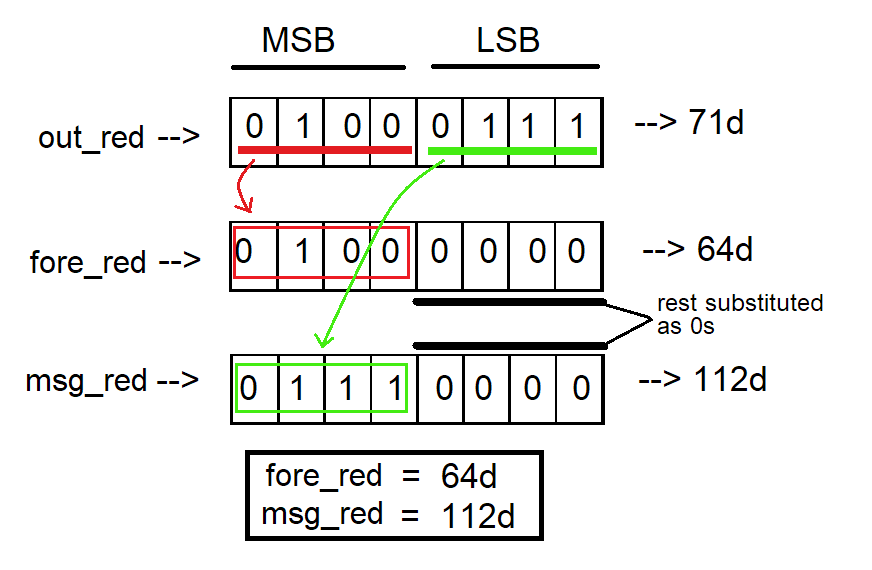 MSB LSB
out_red --> 0 1 0 0 0 1 1 1 --> 71d
fore_red --> 0 1 0 0 0 0 0 0 --> 64d
rest substituted
as 0s
msg_red --> 0 1 1 1 0 0 0 0 --> 112d
fore_red = 64d
msg_red = 112d